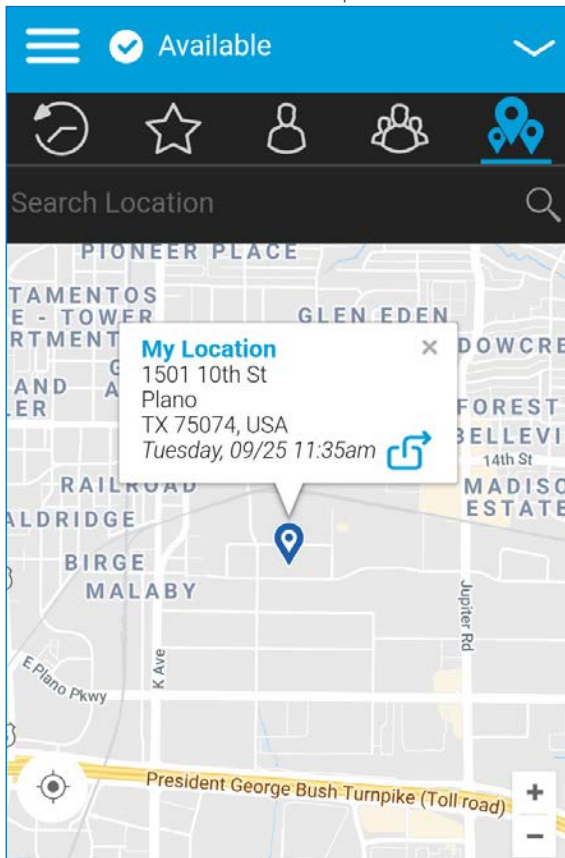 Available
Search Location
PIONEER PLACE
TAMENTOS
E - TOWER
RTMENT
GLEN EDEN
My Location
1501 10th St
Plano
TX 75074, USA
Tuesday, 09/25 11:35am
DOWCRE
AND
LER
FOREST
BELLEVI
14th St
RAILROAD
MADISO
ESTATE
ALDRIDGE
BIRGE
MALABY
Jupiter Rd
K Ave
E Plano Pkwy
President George Bush Turnpike (Toll road)